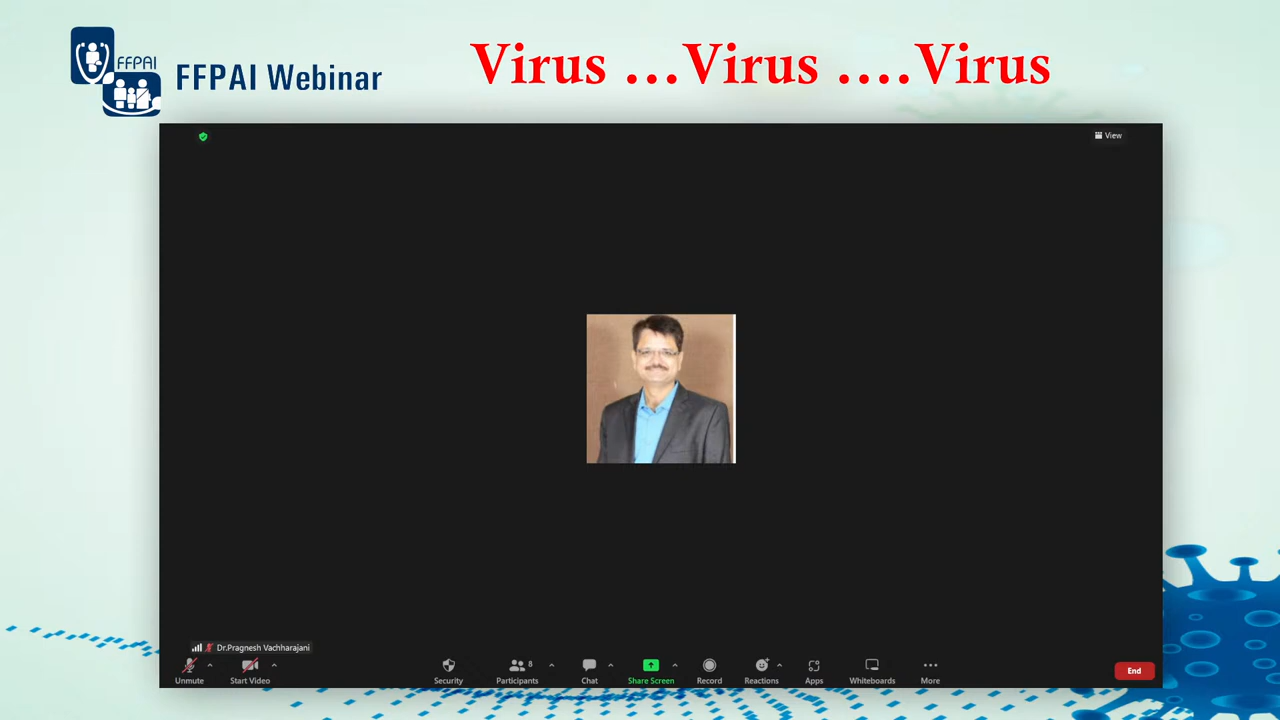 FFPAI
FFPAI Webinar
Virus ...Virus ....Virus
View
Dr.Pragnesh Vachharajani
Unmute
Start Video
Security
Participants 8
Chat
Share Screen
Record
Reactions
Apps
Whiteboards
More
End